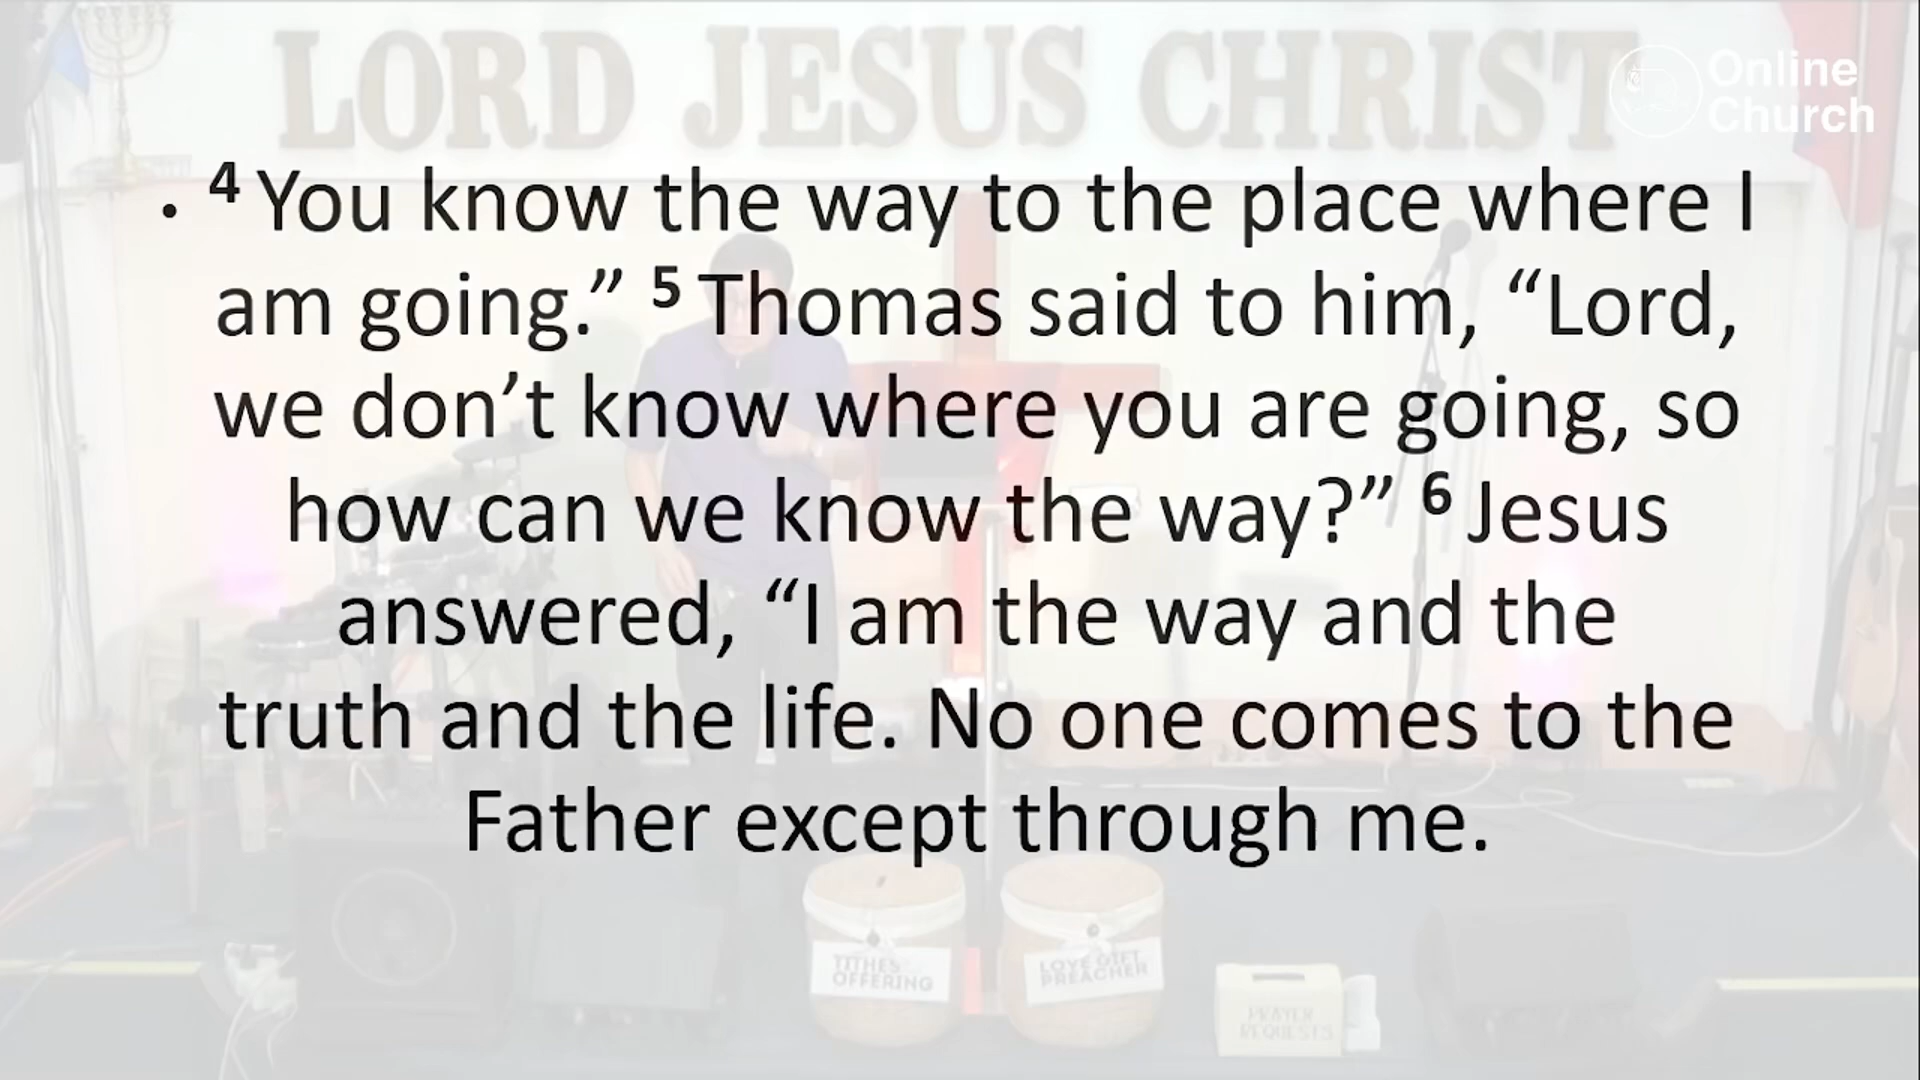 LORD JESUS CHRIST
Online
Church
• ⁴ You know the way to the place where I
am going.” ⁵ Thomas said to him, “Lord,
we don’t know where you are going, so
how can we know the way?” ⁶ Jesus
answered, “I am the way and the
truth and the life. No one comes to the
Father except through me.
TITHES
OFFERING
LOVE GIFT
PREACHER
PRAYER
REQUESTS